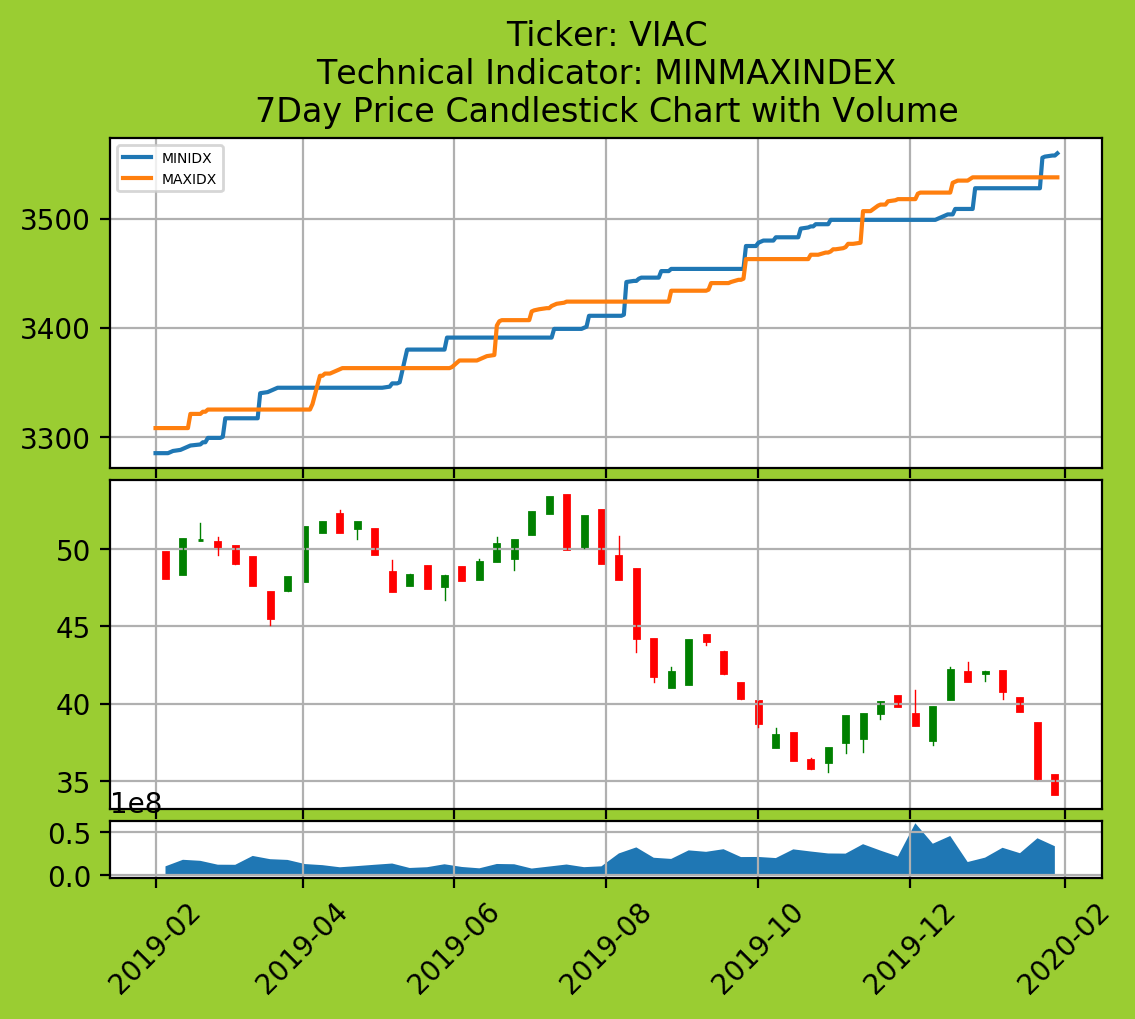 Ticker: VIAC
Technical Indicator: MINMAXINDEX
7Day Price Candlestick Chart with Volume
MINIDX
MAXIDX
3500
3400
3300
50
45
40
35
1e8
0.5
0.0
2019-02
2019-04
2019-06
2019-08
2019-10
2019-12
2020-02